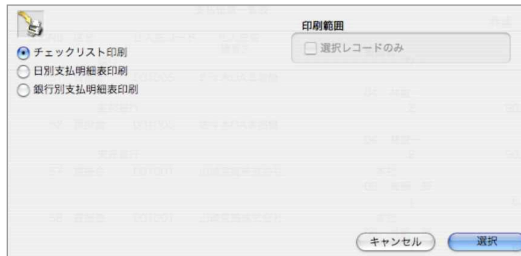 印刷範囲
選択レコードのみ
チェックリスト印刷
日別支払明細表印刷
銀行別支払明細表印刷
キャンセル
選択